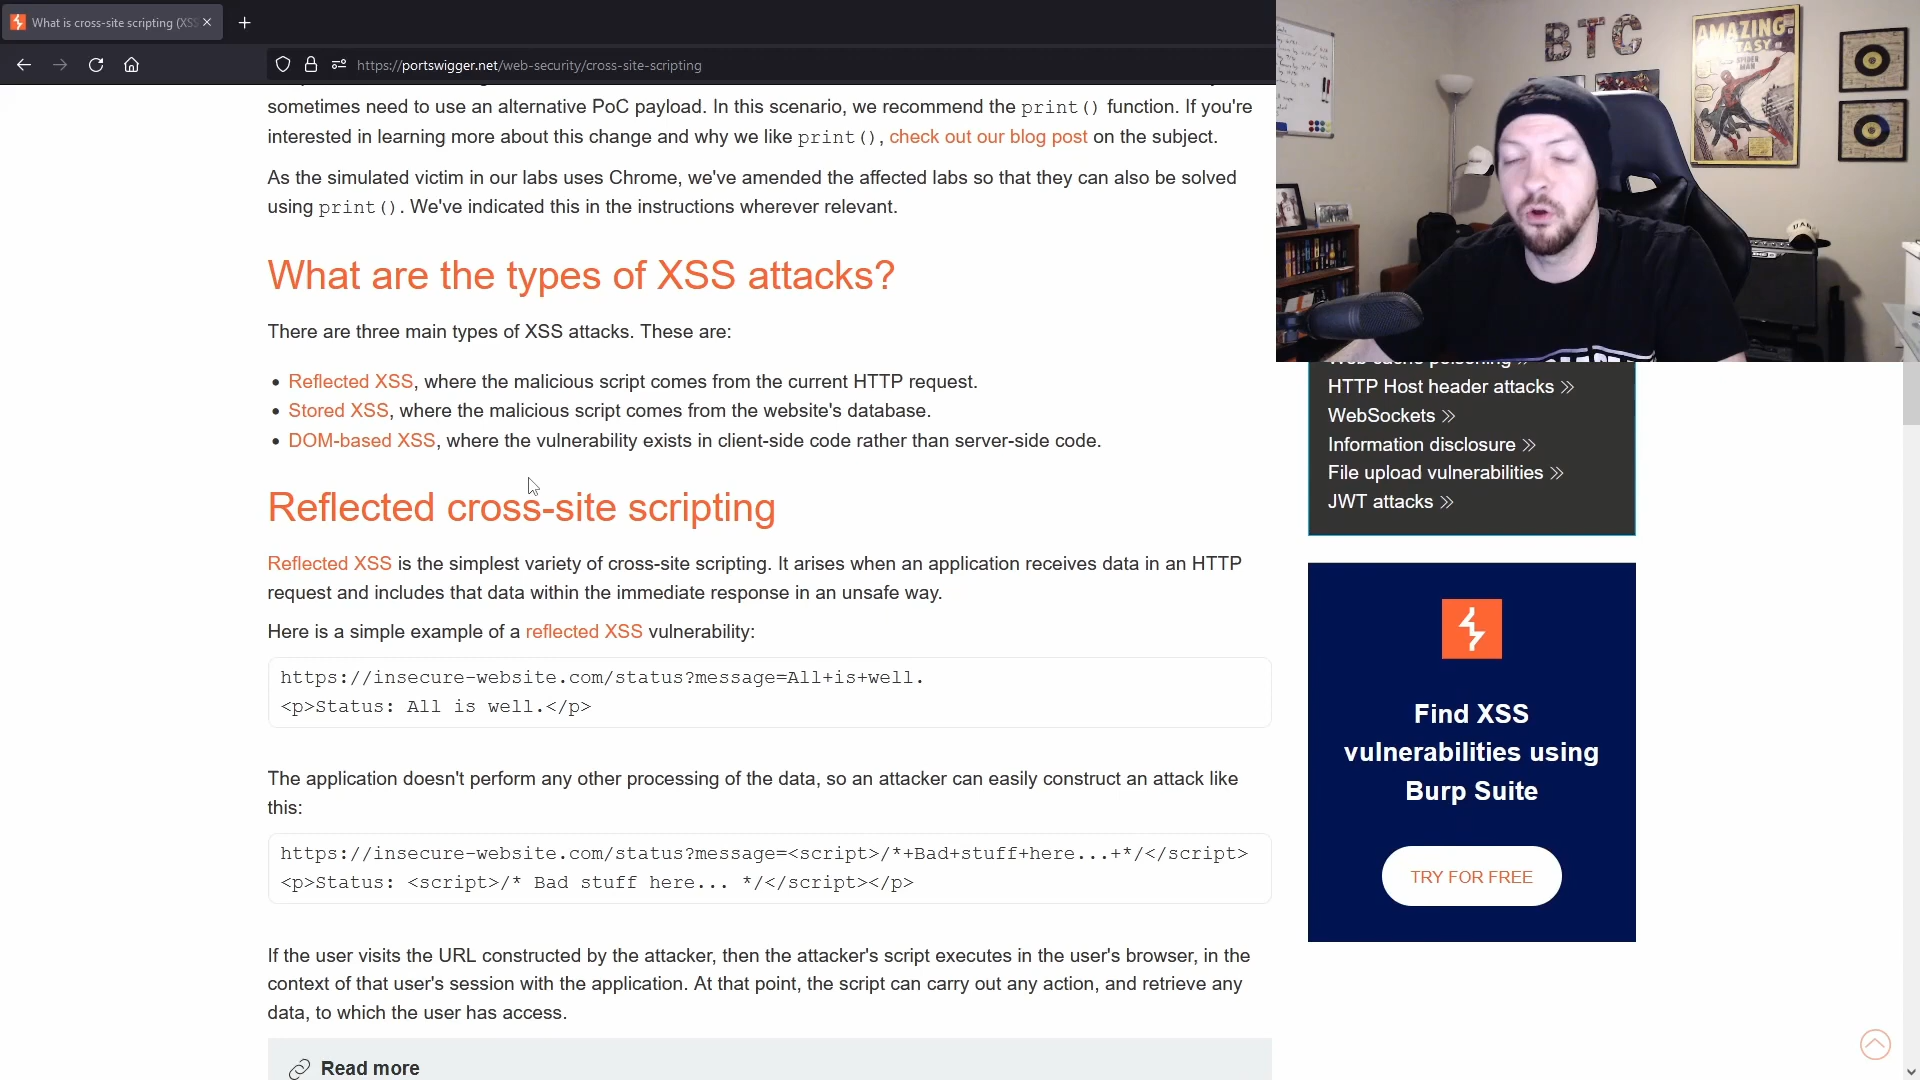 What is cross-site scripting (XSS
https://portswigger.net/web-security/cross-site-scripting
sometimes need to use an alternative PoC payload. In this scenario, we recommend the print() function. If you're
interested in learning more about this change and why we like print(), check out our blog post on the subject.
As the simulated victim in our labs uses Chrome, we've amended the affected labs so that they can also be solved
using print(). We've indicated this in the instructions wherever relevant.
What are the types of XSS attacks?
There are three main types of XSS attacks. These are:
• Reflected XSS, where the malicious script comes from the current HTTP request.
• Stored XSS, where the malicious script comes from the website's database.
• DOM-based XSS, where the vulnerability exists in client-side code rather than server-side code.
Reflected cross-site scripting
Reflected XSS is the simplest variety of cross-site scripting. It arises when an application receives data in an HTTP
request and includes that data within the immediate response in an unsafe way.
Here is a simple example of a reflected XSS vulnerability:
https://insecure-website.com/status?message=All+is+well.
<p>Status: All is well.</p>
The application doesn't perform any other processing of the data, so an attacker can easily construct an attack like
this:
https://insecure-website.com/status?message=<script>/*+Bad+stuff+here...+*/</script>
<p>Status: <script>/* Bad stuff here... */</script></p>
If the user visits the URL constructed by the attacker, then the attacker's script executes in the user's browser, in the
context of that user's session with the application. At that point, the script can carry out any action, and retrieve any
data, to which the user has access.
Read more
BTC
AMAZING
FANTASY
SPIDER
MAN
Web cache poisoning
HTTP Host header attacks
WebSockets
Information disclosure
File upload vulnerabilities
JWT attacks
Find XSS
vulnerabilities using
Burp Suite
TRY FOR FREE